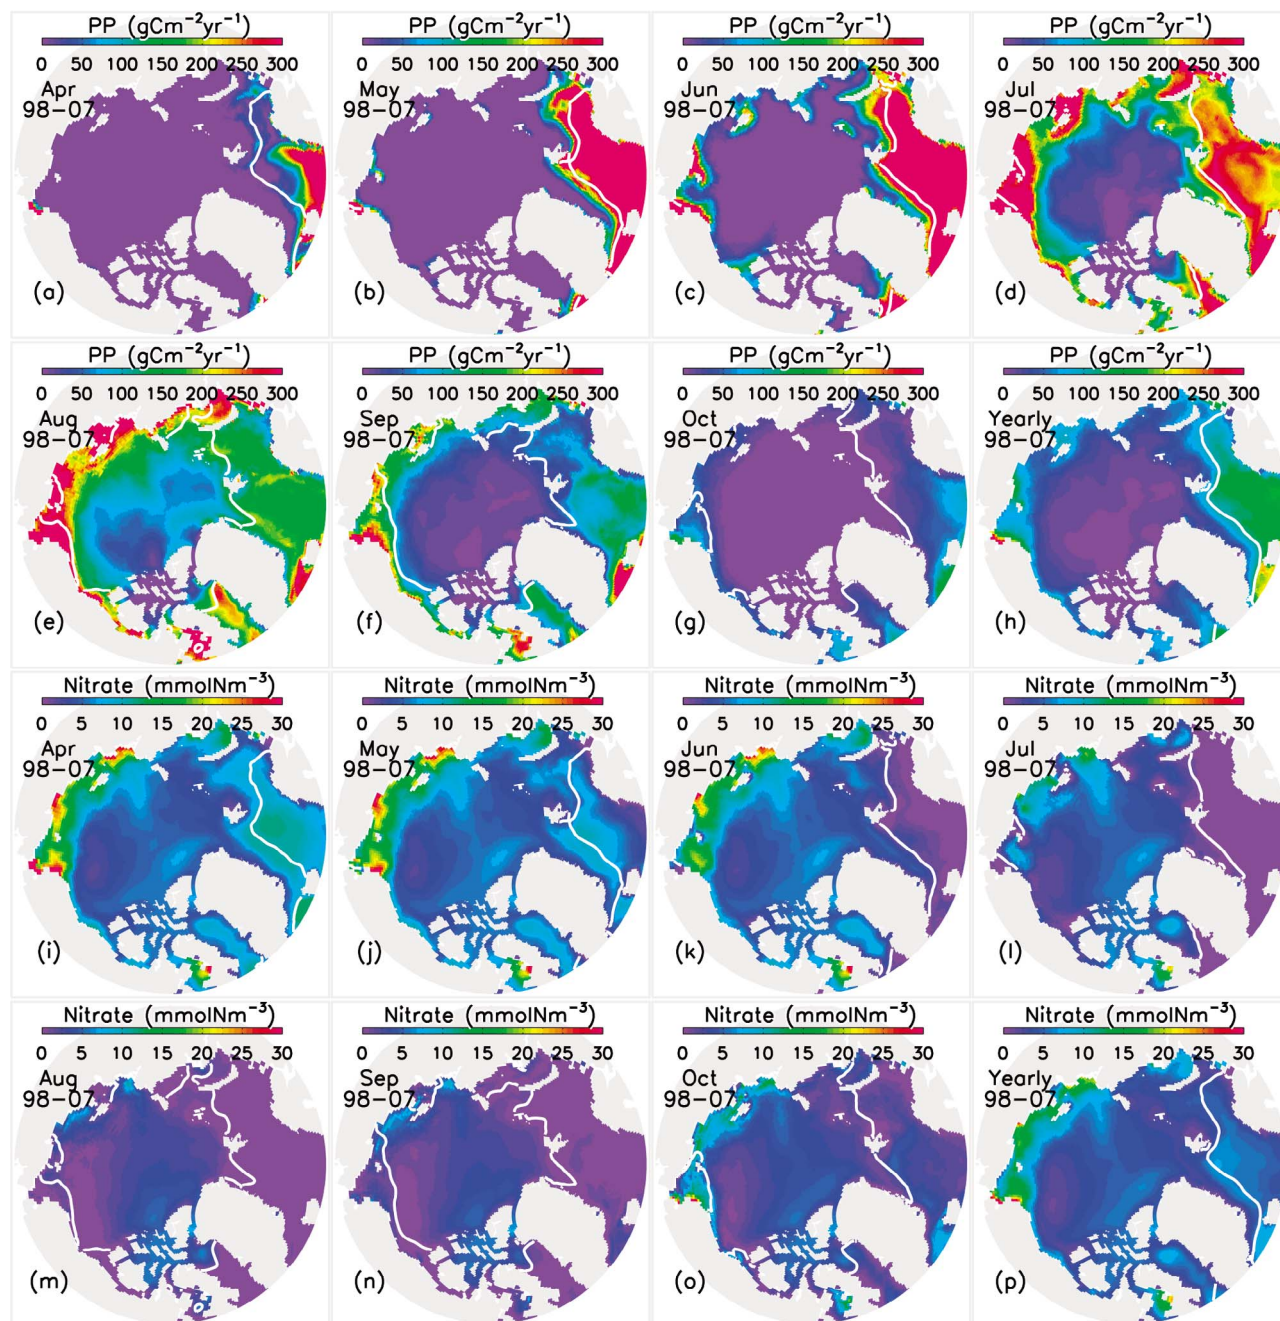 PP (gCm⁻²yr⁻¹) PP (gCm⁻²yr⁻¹) PP (gCm⁻²yr⁻¹) PP (gCm⁻²yr⁻¹)
0 50 100 150 200 250 300 0 50 100 150 200 250 300 0 50 100 150 200 250 300 0 50 100 150 200 250 300
Apr May Jun Jul
98-07 98-07 98-07 98-07
(a) (b) (c) (d)
PP (gCm⁻²yr⁻¹) PP (gCm⁻²yr⁻¹) PP (gCm⁻²yr⁻¹) PP (gCm⁻²yr⁻¹)
0 50 100 150 200 250 300 0 50 100 150 200 250 300 0 50 100 150 200 250 300 0 50 100 150 200 250 300
Aug Sep Oct Yearly
98-07 98-07 98-07 98-07
(e) (f) (g) (h)
Nitrate (mmolNm⁻³) Nitrate (mmolNm⁻³) Nitrate (mmolNm⁻³) Nitrate (mmolNm⁻³)
0 5 10 15 20 25 30 0 5 10 15 20 25 30 0 5 10 15 20 25 30 0 5 10 15 20 25 30
Apr May Jun Jul
98-07 98-07 98-07 98-07
(i) (j) (k) (l)
Nitrate (mmolNm⁻³) Nitrate (mmolNm⁻³) Nitrate (mmolNm⁻³) Nitrate (mmolNm⁻³)
0 5 10 15 20 25 30 0 5 10 15 20 25 30 0 5 10 15 20 25 30 0 5 10 15 20 25 30
Aug Sep Oct Yearly
98-07 98-07 98-07 98-07
(m) (n) (o) (p)